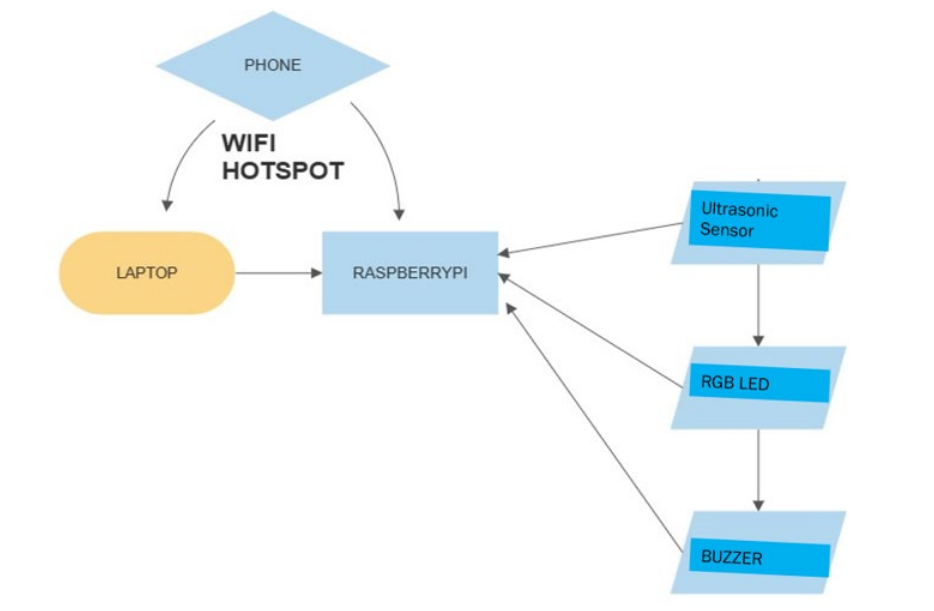 PHONE
WIFI
HOTSPOT
LAPTOP
RASPBERRYPI
Ultrasonic
Sensor
RGB LED
BUZZER